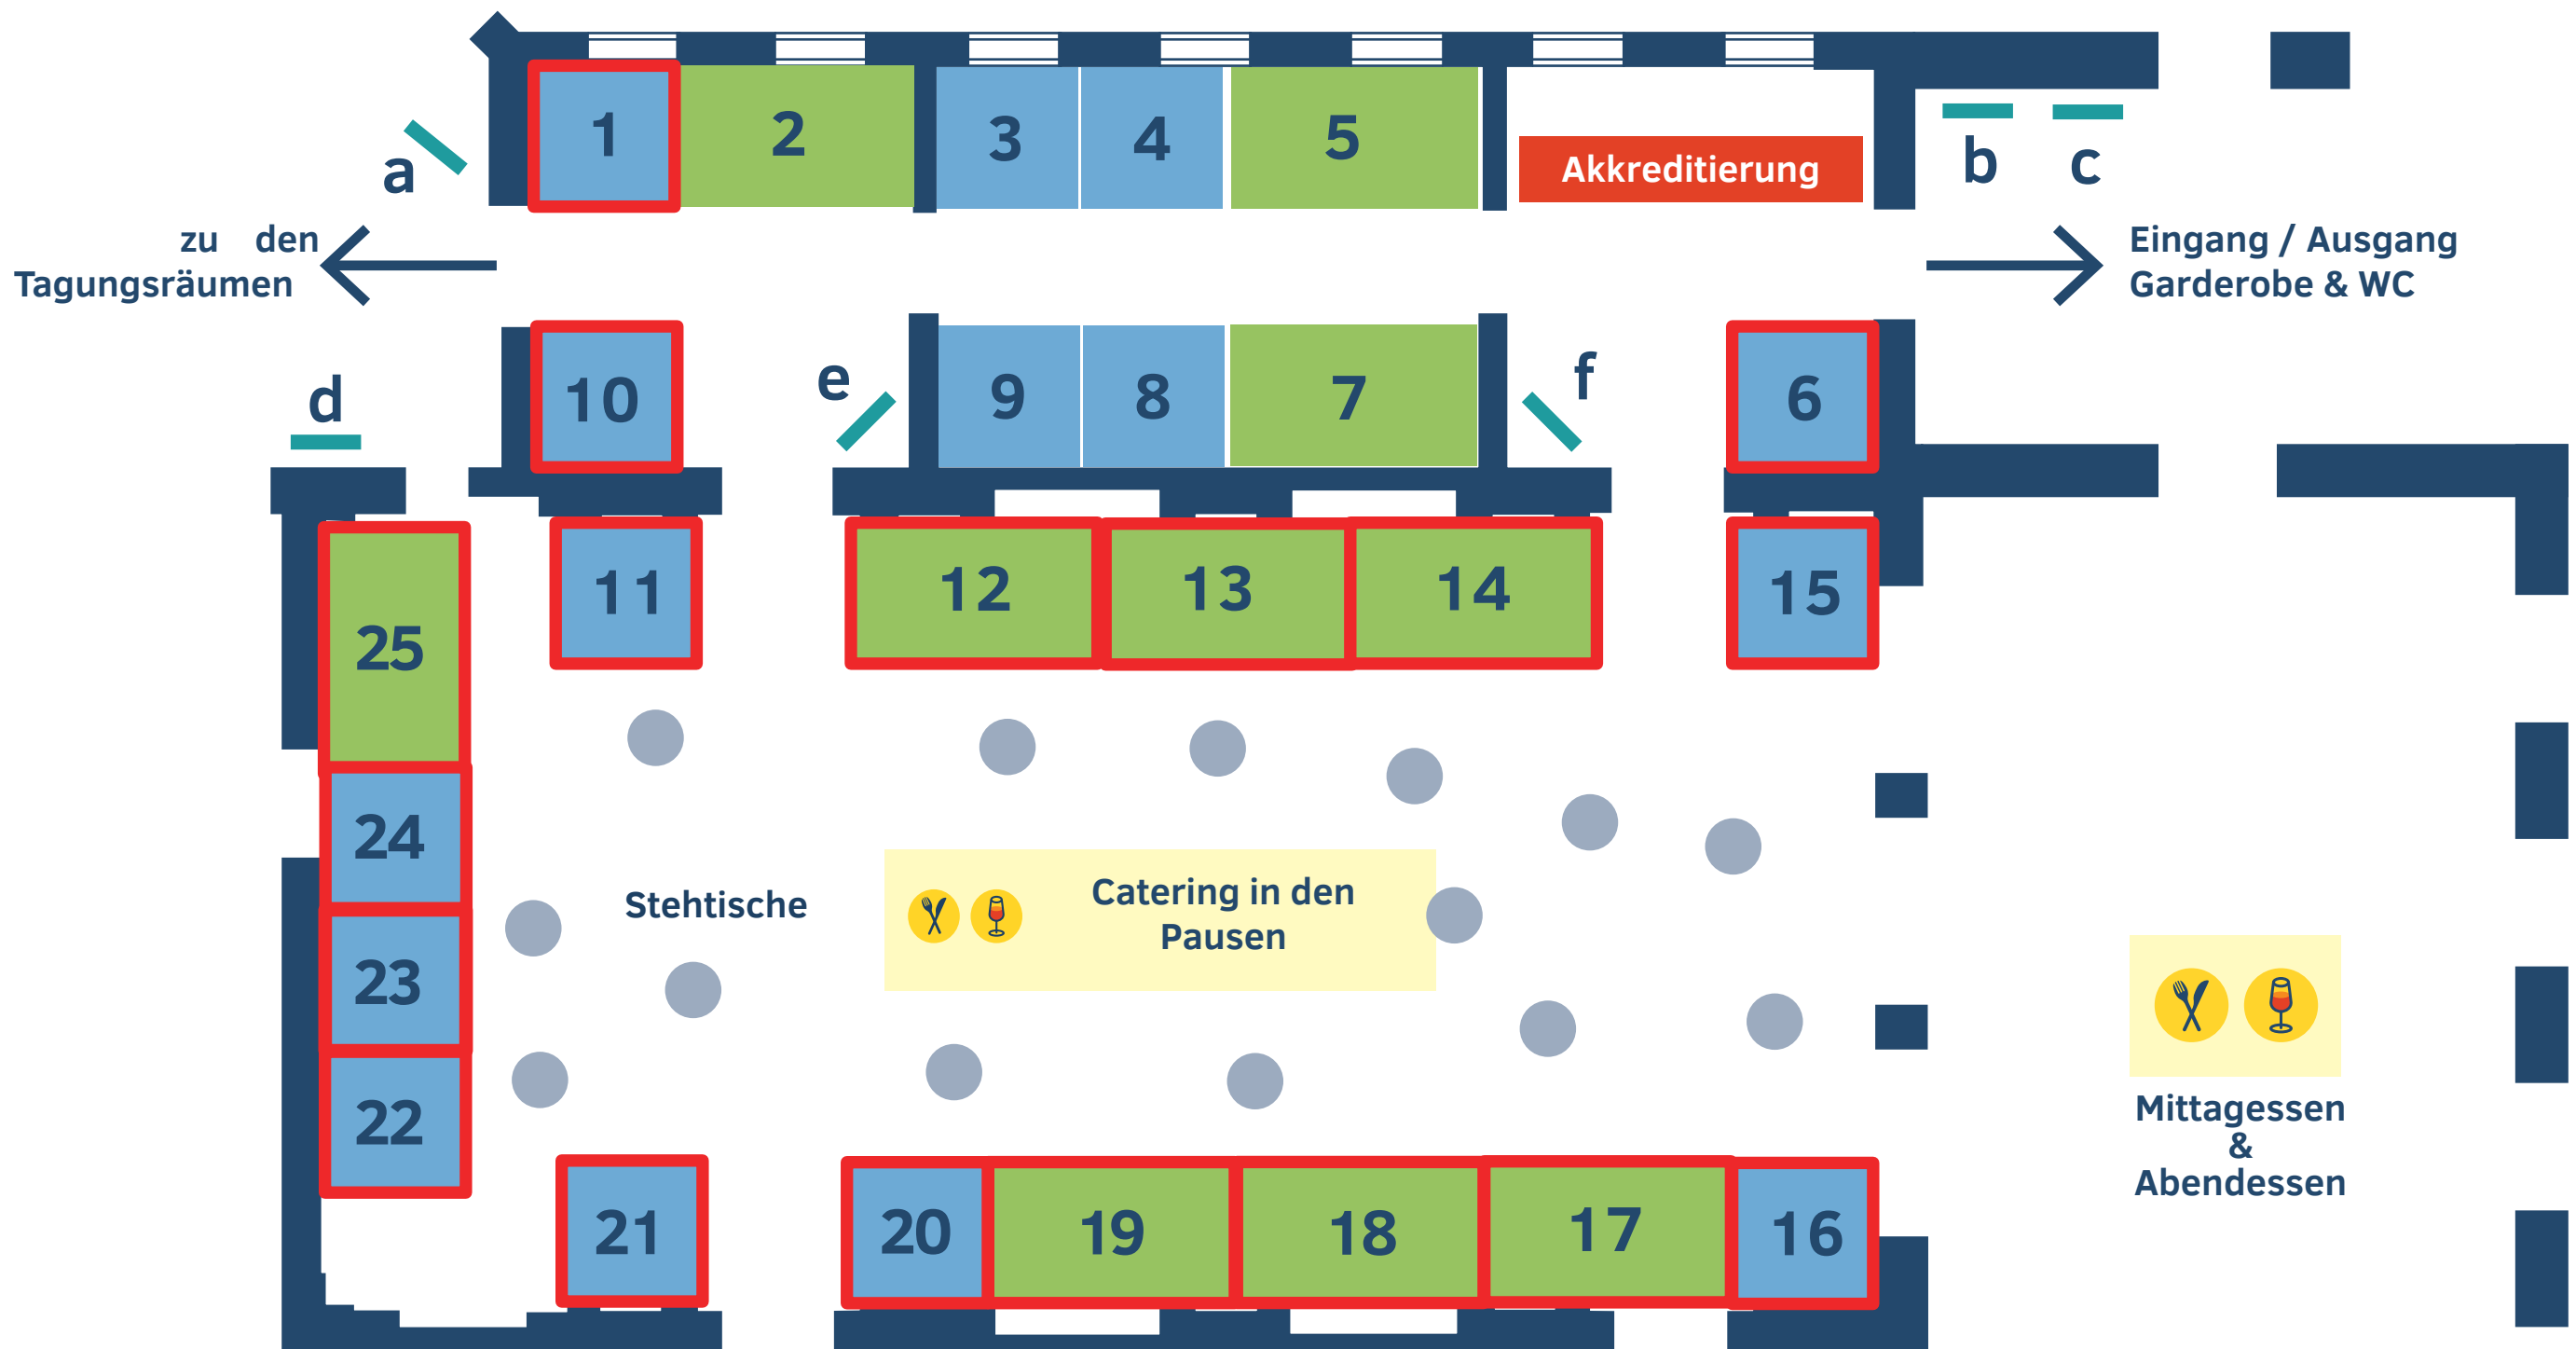 1
2
3
4
5
Akkreditierung
a
b
c
zu den
Tagungsräumen
Eingang / Ausgang
Garderobe & WC
d
10
e
9
8
7
f
6
25
11
12
13
14
15
24
23
22
Stehtische
Catering in den
Pausen
Mittagessen
&
Abendessen
21
20
19
18
17
16